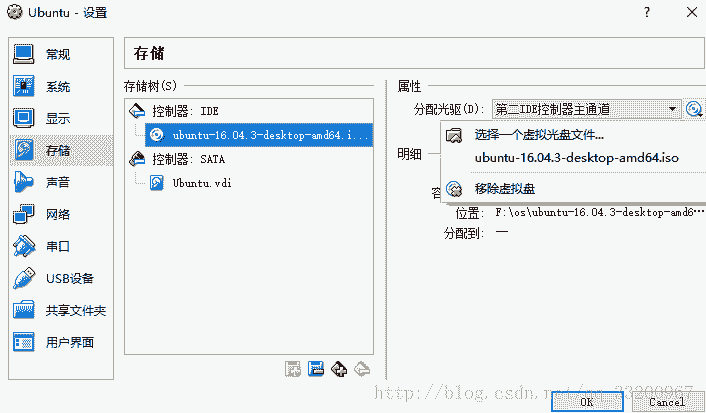 Ubuntu - 设置
常规
系统
显示
存储
声音
网络
串口
USB设备
共享文件夹
用户界面
存储
存储树(S)
控制器: IDE
ubuntu-16.04.3-desktop-amd64.i...
控制器: SATA
Ubuntu.vdi
属性
分配光驱(D): 第二IDE控制器主通道
选择一个虚拟光盘文件...
ubuntu-16.04.3-desktop-amd64.iso
移除虚拟盘
明细
位置: F:\os\ubuntu-16.04.3-desktop-amd6...
分配到: —
OK
Cancel